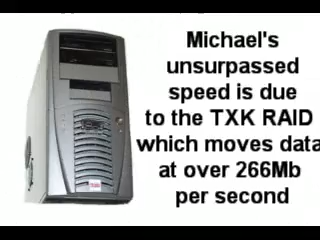 Michael's
unsurpassed
speed is due
to the TXK RAID
which moves data
at over 266Mb
per second